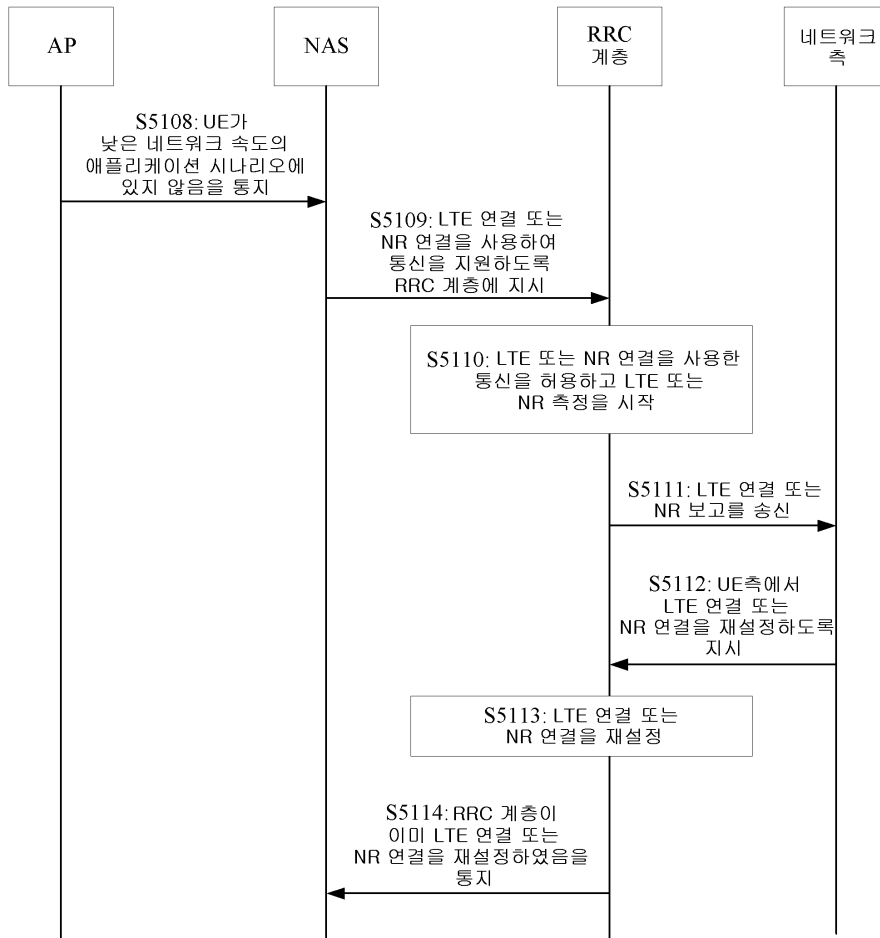 AP
NAS
RRC
계층
네트워크
측
S5108: UE가
낮은 네트워크 속도의
애플리케이션 시나리오에
있지 않음을 통지
S5109: LTE 연결 또는
NR 연결을 사용하여
통신을 지원하도록
RRC 계층에 지시
S5110: LTE 또는 NR 연결을 사용한
통신을 허용하고 LTE 또는
NR 측정을 시작
S5111: LTE 연결 또는
NR 보고를 송신
S5112: UE측에서
LTE 연결 또는
NR 연결을 재설정하도록
지시
S5113: LTE 연결 또는
NR 연결을 재설정
S5114: RRC 계층이
이미 LTE 연결 또는
NR 연결을 재설정하였음을
통지